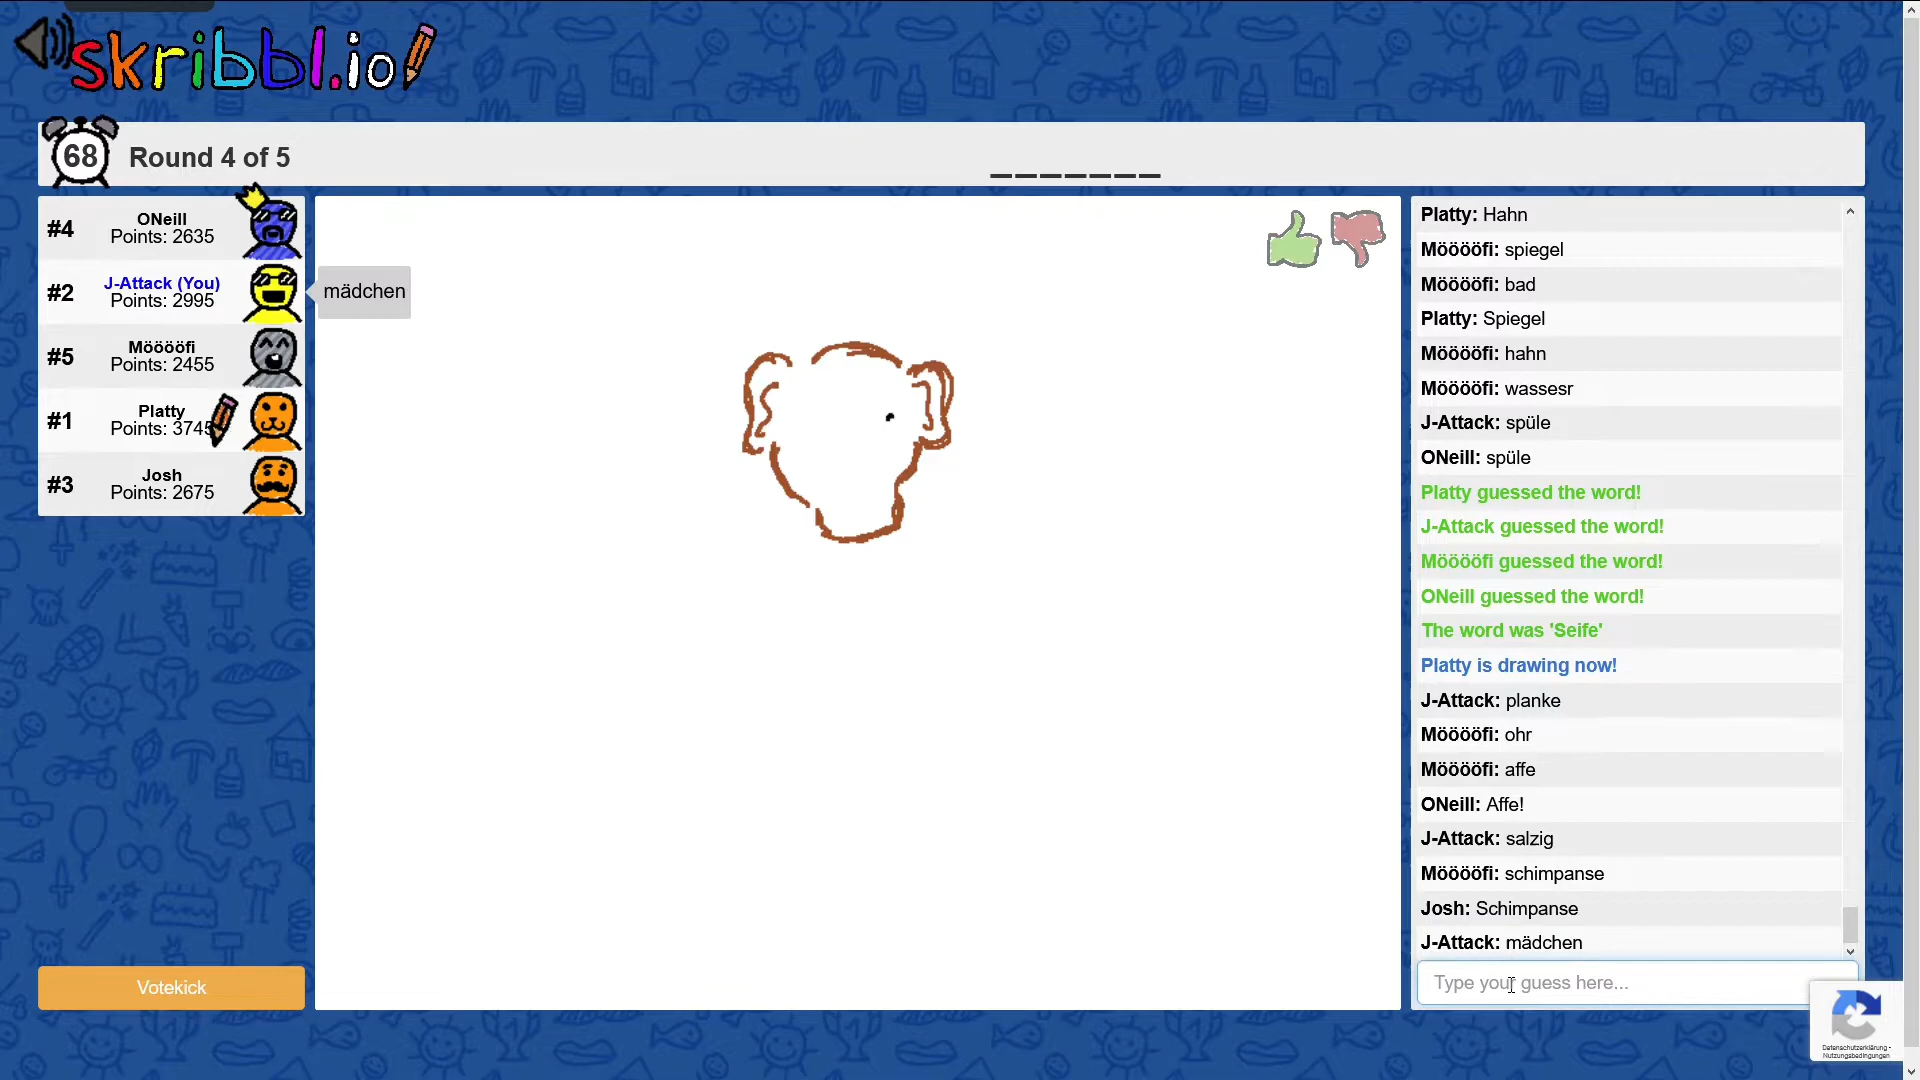 skribbl.io
68
Round 4 of 5
_______
#4
ONeill
Points: 2635
#2
J-Attack (You)
Points: 2995
#5
Mööööfi
Points: 2455
#1
Platty
Points: 3745
#3
Josh
Points: 2675
Votekick
mädchen
Platty: Hahn
Mööööfi: spiegel
Mööööfi: bad
Platty: Spiegel
Mööööfi: hahn
Mööööfi: wassesr
J-Attack: spüle
ONeill: spüle
Platty guessed the word!
J-Attack guessed the word!
Mööööfi guessed the word!
ONeill guessed the word!
The word was 'Seife'
Platty is drawing now!
J-Attack: planke
Mööööfi: ohr
Mööööfi: affe
ONeill: Affe!
J-Attack: salzig
Mööööfi: schimpanse
Josh: Schimpanse
J-Attack: mädchen
Type your guess here...
Datenschutzerklärung -
Nutzungsbedingungen